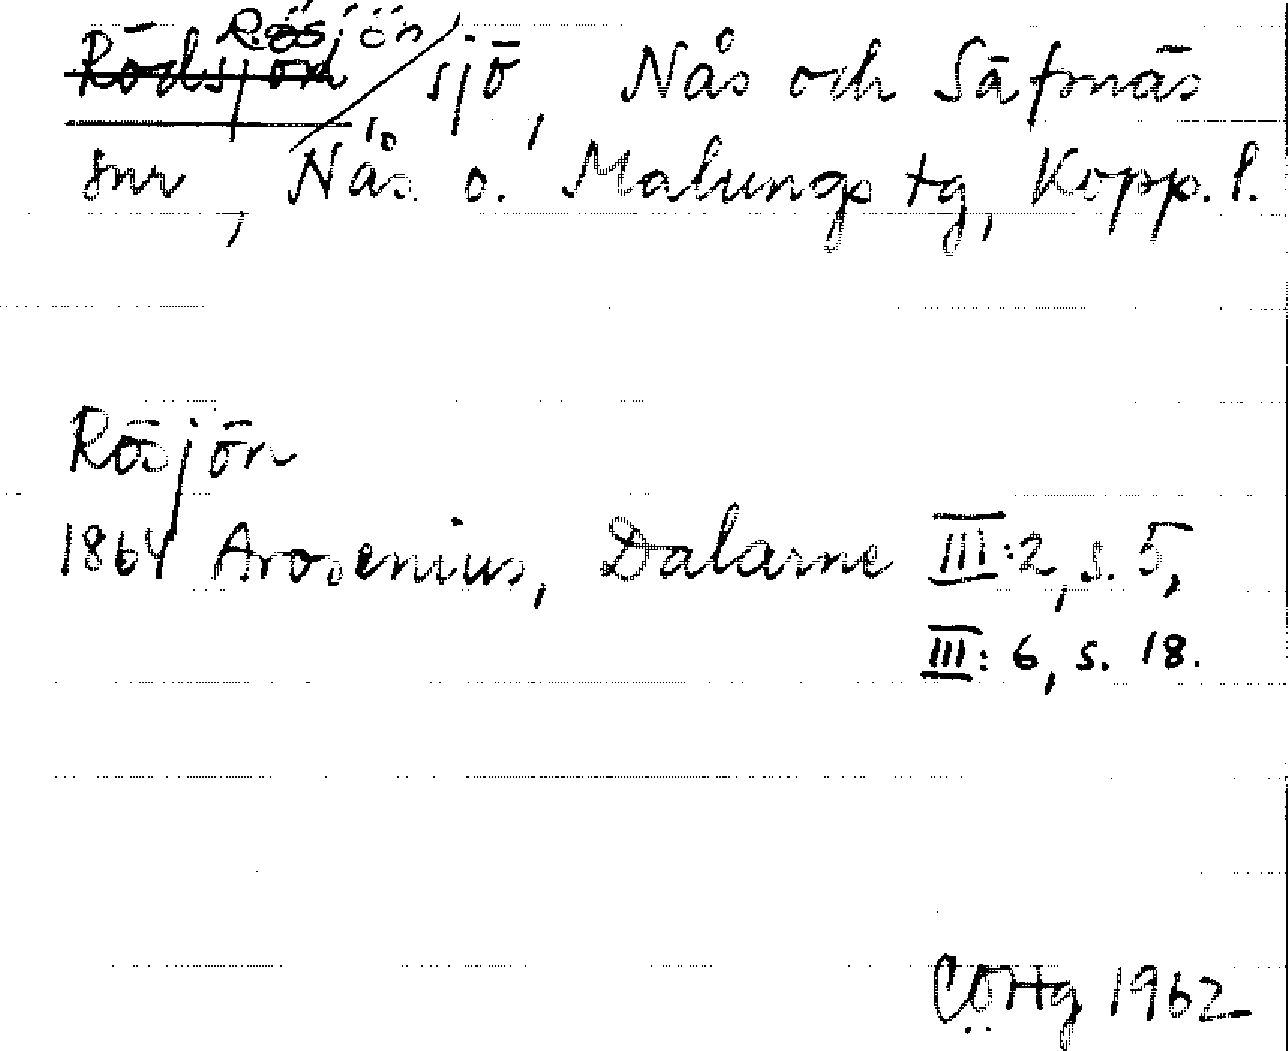 Rösjön
Rödsjön sjö, Nås och Säfsnäs
snr, Nås o. Malungs tg, Kopp. l.
Rösjön
1864 Arosenius, Dalarne III:2, s. 5,
III: 6, s. 18.
1962